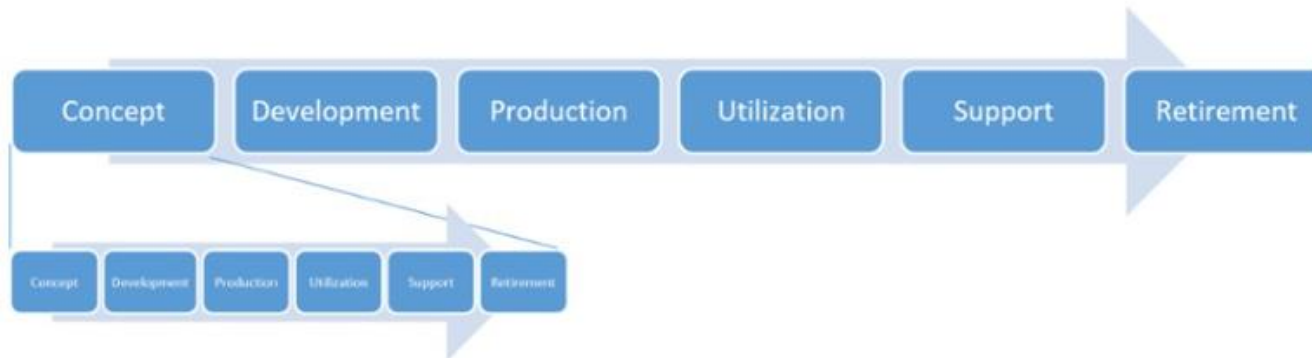 Concept
Development
Production
Utilization
Support
Retirement
Concept
Development
Production
Utilization
Support
Retirement